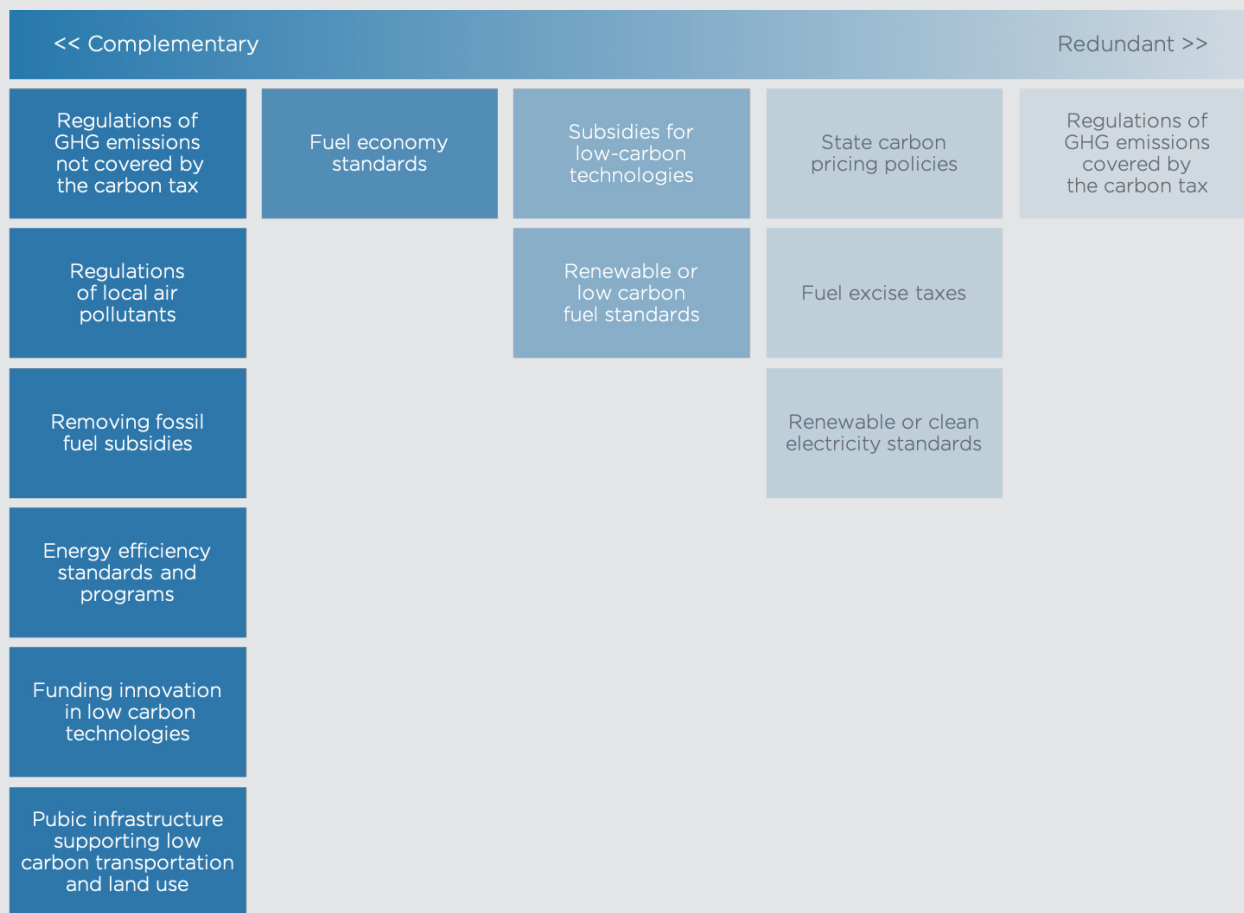 << Complementary
Redundant >>
Regulations of
GHG emissions
not covered by
the carbon tax
Fuel economy
standards
Subsidies for
low-carbon
technologies
State carbon
pricing policies
Regulations of
GHG emissions
covered by
the carbon tax
Regulations
of local air
pollutants
Renewable or
low carbon
fuel standards
Fuel excise taxes
Removing fossil
fuel subsidies
Renewable or clean
electricity standards
Energy efficiency
standards and
programs
Funding innovation
in low carbon
technologies
Pubic infrastructure
supporting low
carbon transportation
and land use